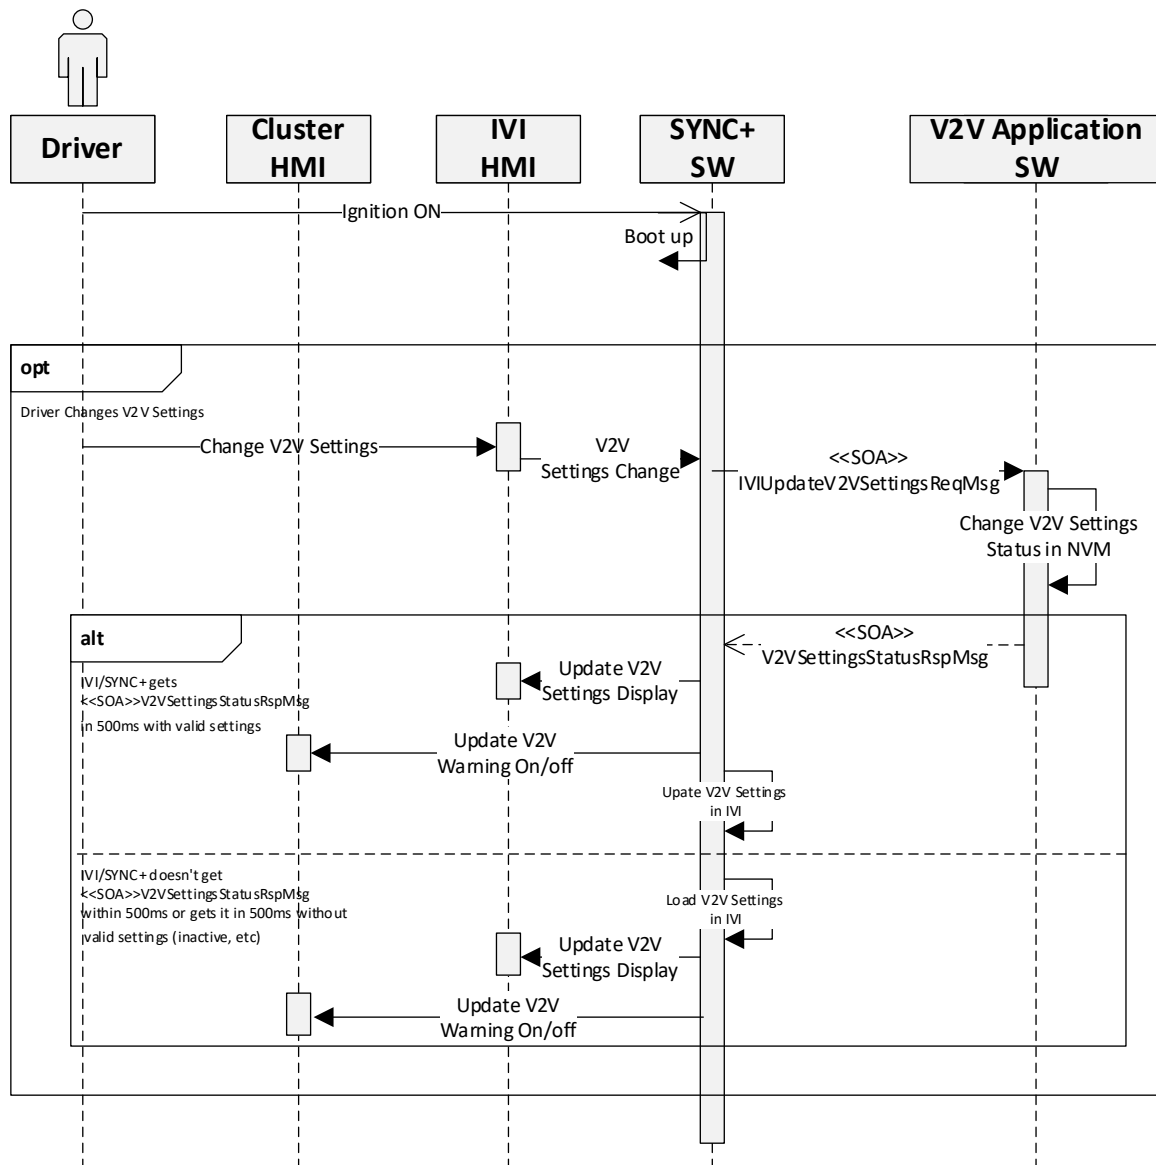 Driver
Cluster
HMI
IVI
HMI
SYNC+
SW
V2V Application
SW
Ignition ON
Boot up
opt
Driver Changes V2V Settings
Change V2V Settings
V2V
Settings Change
<<SOA>>
IVIUpdateV2VSettingsReqMsg
Change V2V Settings
Status in NVM
alt
<<SOA>>
V2VSettingsStatusRspMsg
IVI/SYNC+ gets
<<SOA>>V2VSettingsStatusRspMsg
in 500ms with valid settings
Update V2V
Settings Display
Update V2V
Warning On/off
Upate V2V Settings
in IVI
IVI/SYNC+ doesn't get
<<SOA>>V2VSettingsStatusRspMsg
within 500ms or gets it in 500ms without
valid settings (inactive, etc)
Load V2V Settings
in IVI
Update V2V
Settings Display
Update V2V
Warning On/off